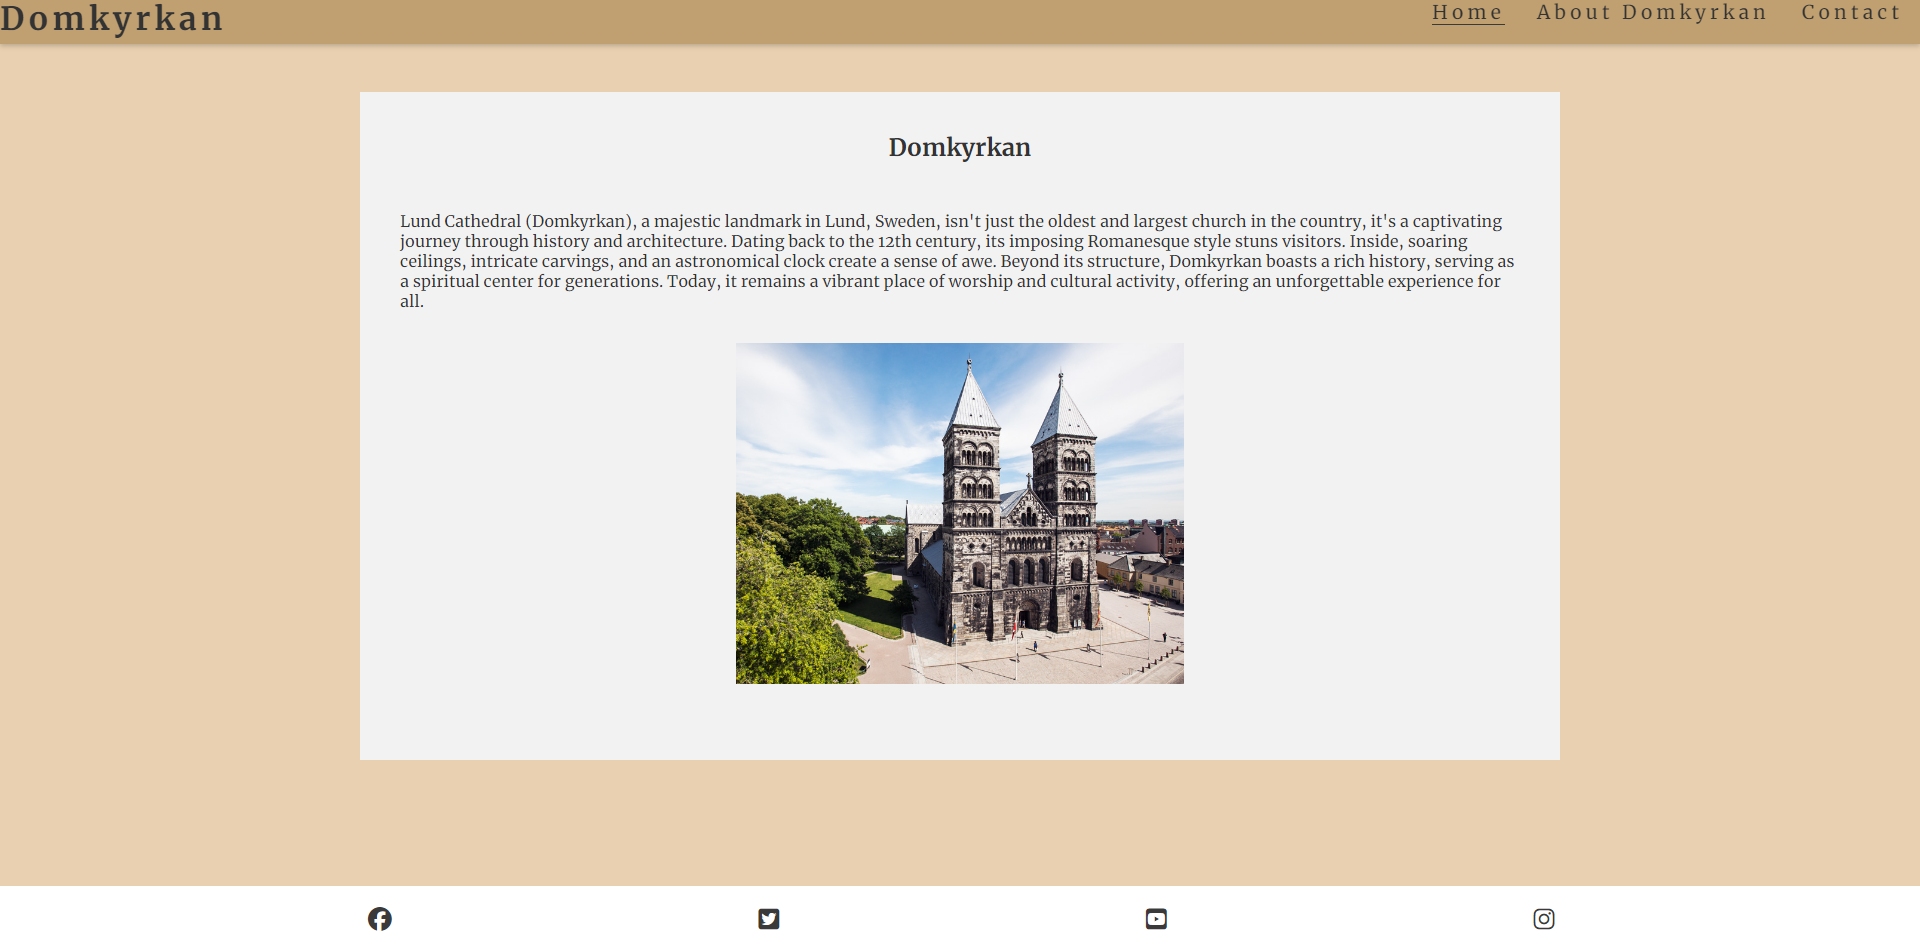 Domkyrkan
Home About Domkyrkan Contact
Domkyrkan
Lund Cathedral (Domkyrkan), a majestic landmark in Lund, Sweden, isn't just the oldest and largest church in the country, it's a captivating
journey through history and architecture. Dating back to the 12th century, its imposing Romanesque style stuns visitors. Inside, soaring
ceilings, intricate carvings, and an astronomical clock create a sense of awe. Beyond its structure, Domkyrkan boasts a rich history, serving as
a spiritual center for generations. Today, it remains a vibrant place of worship and cultural activity, offering an unforgettable experience for
all.